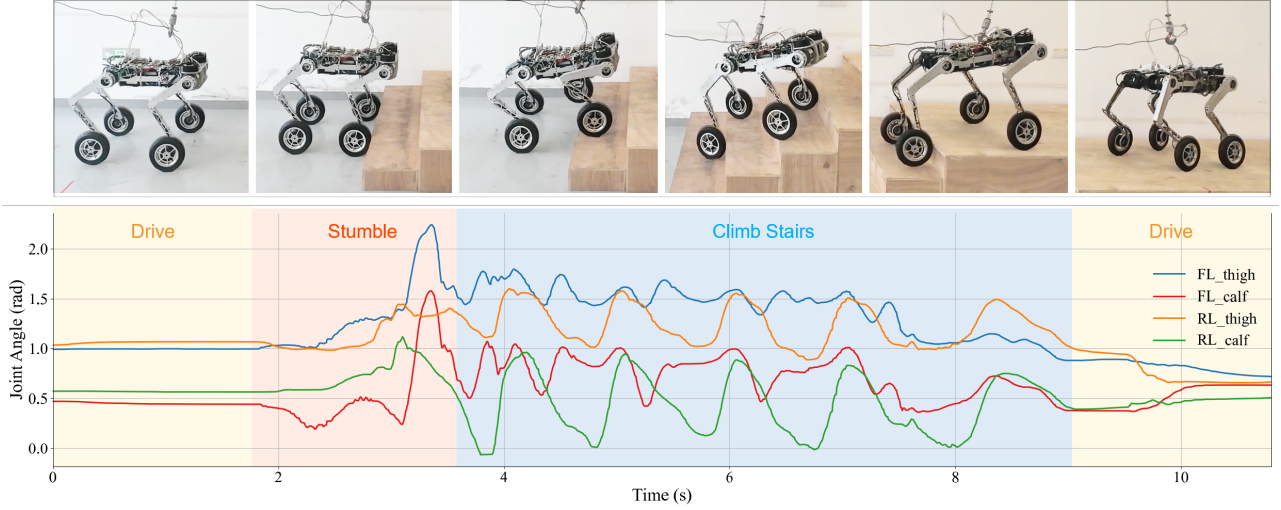 Drive
Stumble
Climb Stairs
Drive
2.0
1.5
1.0
0.5
0.0
Joint Angle (rad)
FL_thigh
FL_calf
RL_thigh
RL_calf
0
2
4
6
8
10
Time (s)